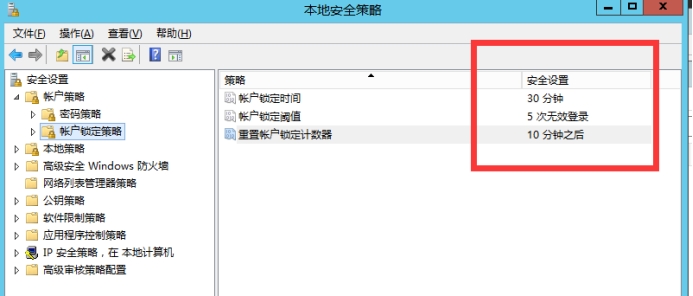 本地安全策略
文件(F) 操作(A) 查看(V) 帮助(H)
安全设置
帐户策略
密码策略
帐户锁定策略
本地策略
高级安全 Windows 防火墙
网络列表管理器策略
公钥策略
软件限制策略
应用程序控制策略
IP 安全策略，在 本地计算机
高级审核策略配置
策略 安全设置
帐户锁定时间 30 分钟
帐户锁定阈值 5 次无效登录
重置帐户锁定计数器 10 分钟之后